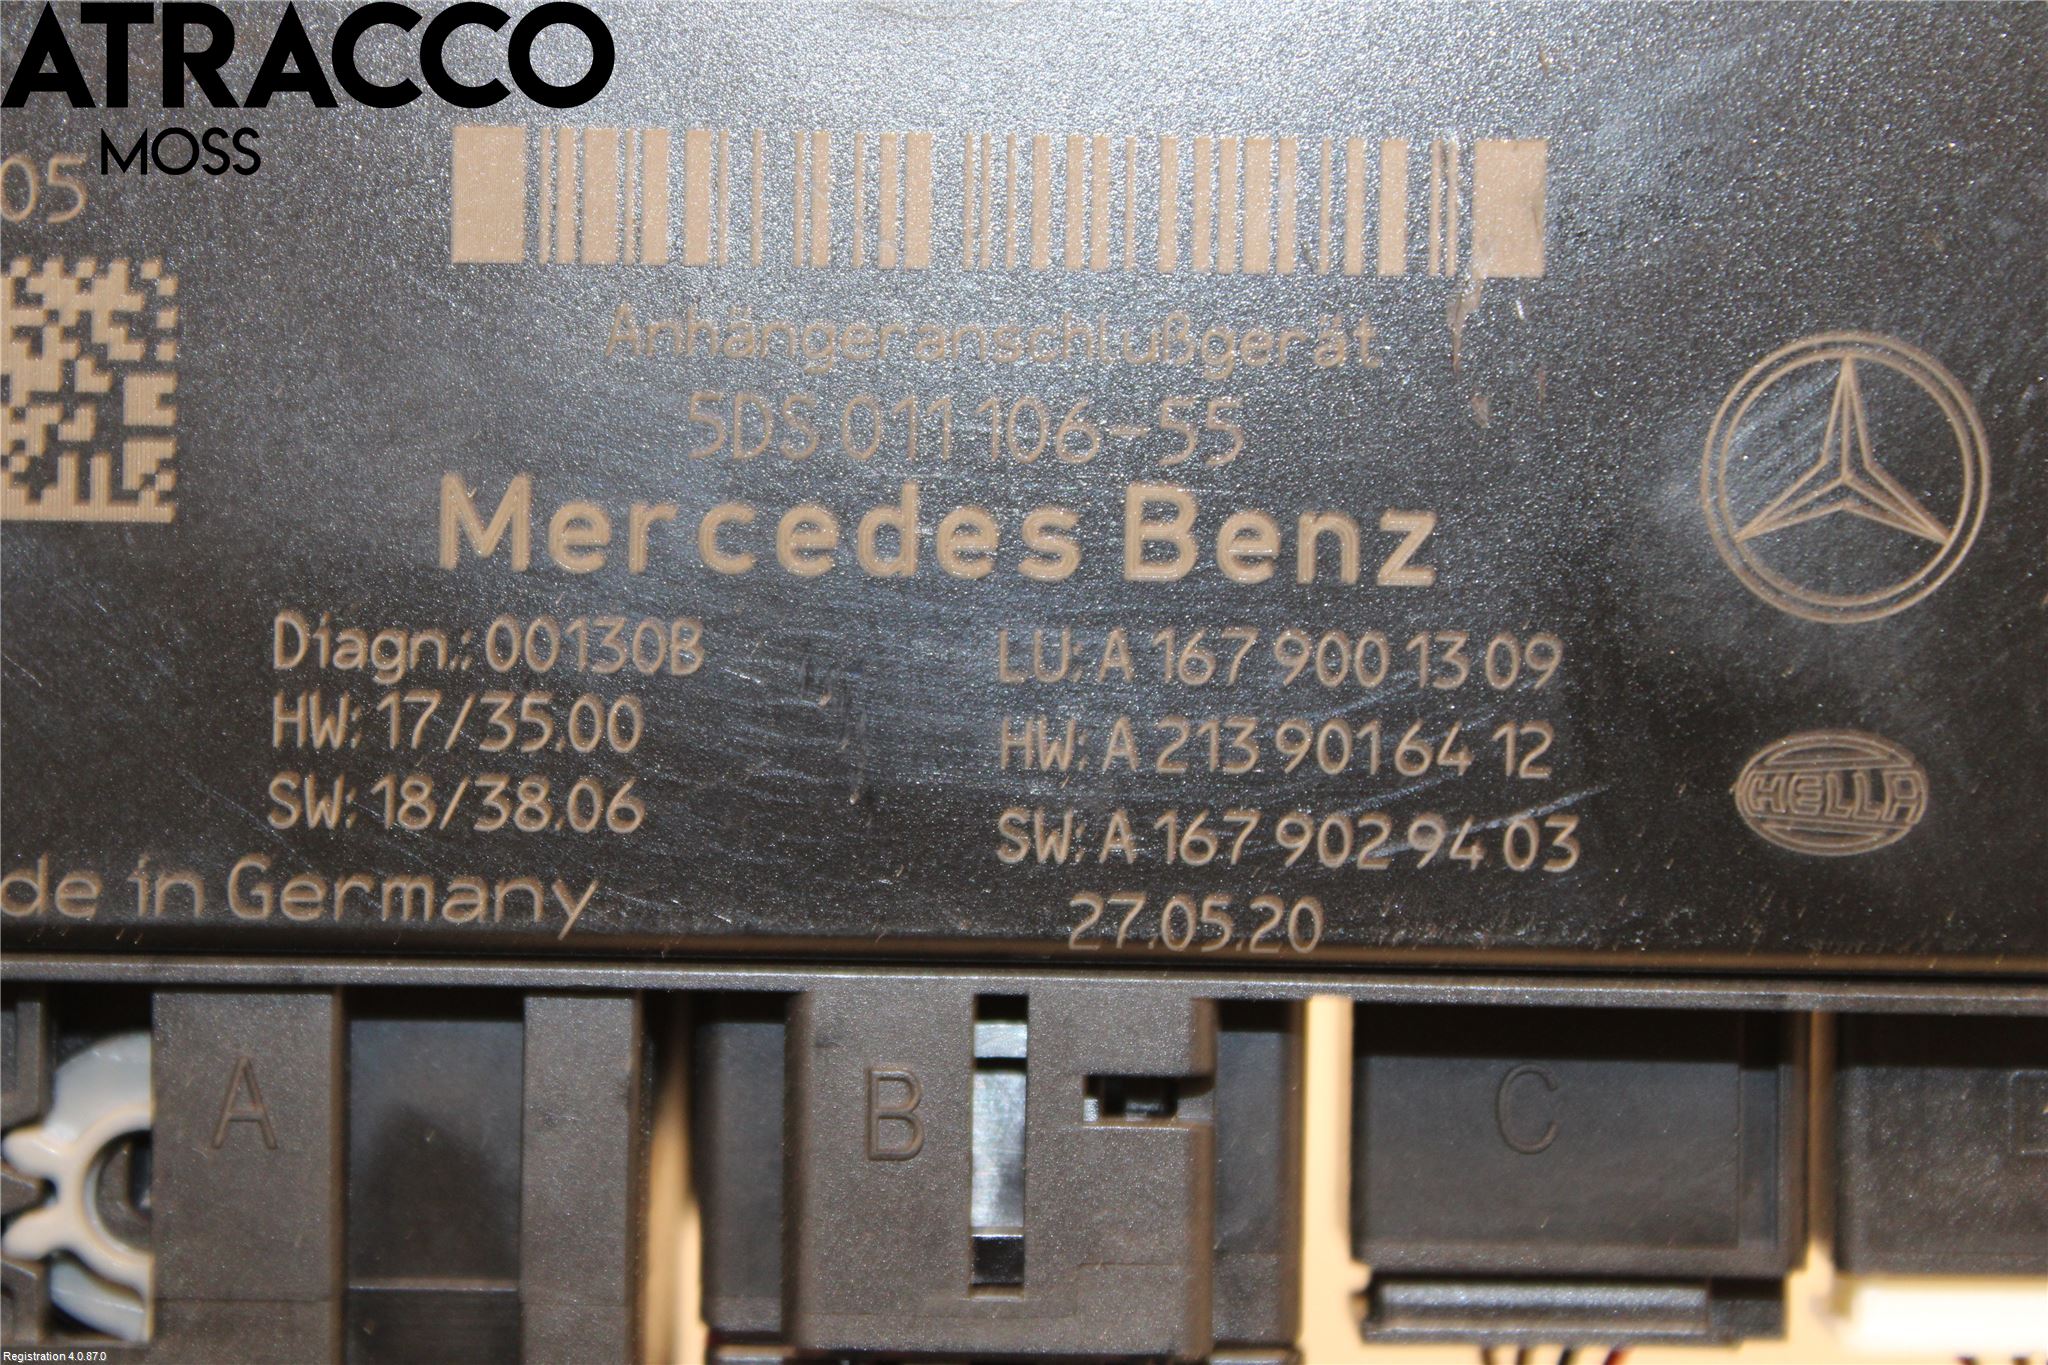 ATRACCO
MOSS
05
Anhängeranschlußgerät
5DS 011 106-55
Mercedes Benz
Diagn.: 00130B
HW: 17/35.00
SW: 18/38.06
LU: A 167 900 13 09
HW: A 213 901 64 12
SW: A 167 902 94 03
27.05.20
HELLA
de in Germany
A
B
C
Registration 4.0.87.0